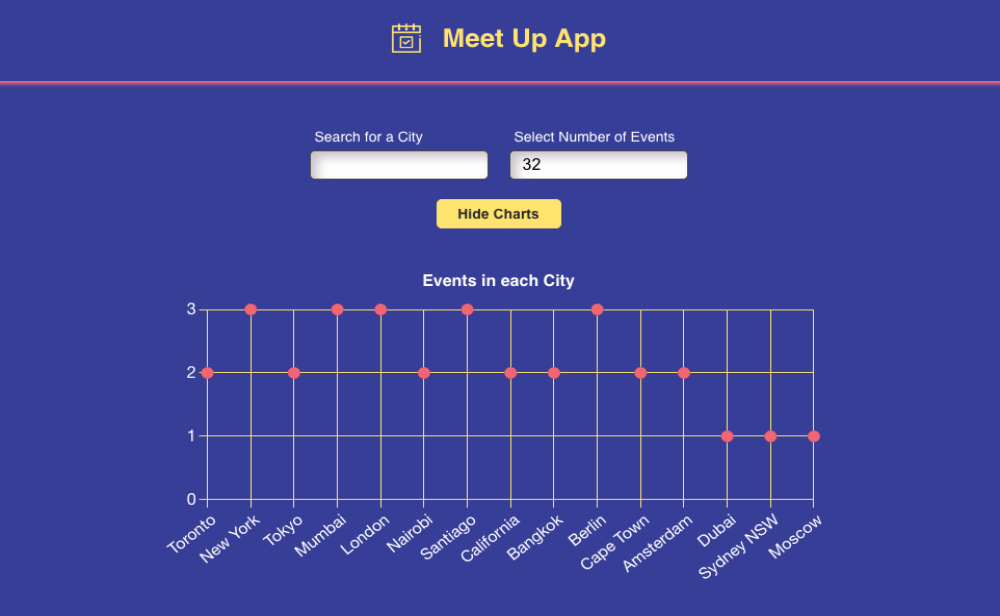 Meet Up App
Search for a City
Select Number of Events
32
Hide Charts
Events in each City
3
2
1
0
Toronto
New York
Tokyo
Mumbai
London
Nairobi
Santiago
California
Bangkok
Berlin
Cape Town
Amsterdam
Dubai
Sydney NSW
Moscow